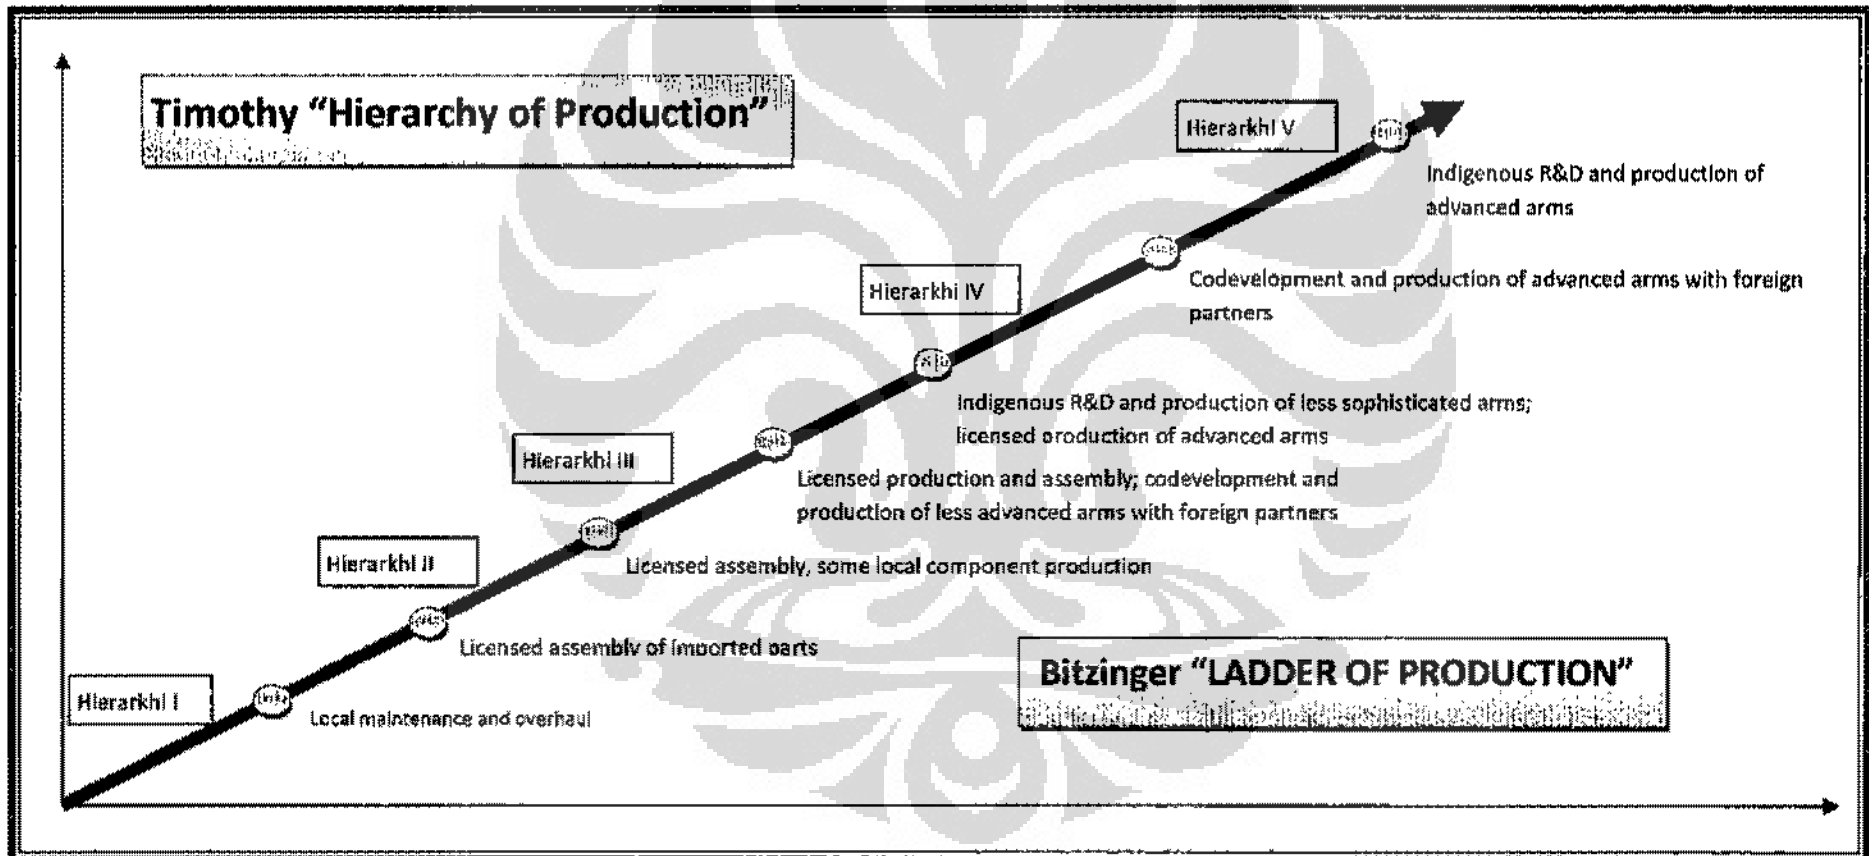 Timothy “Hierarchy of Production”
Hierarkhi V
Indigenous R&D and production of
advanced arms
Hierarkhi IV
Codevelopment and production of advanced arms with foreign
partners
Indigenous R&D and production of less sophisticated arms;
licensed production of advanced arms
Hierarkhi III
Licensed production and assembly; codevelopment and
production of less advanced arms with foreign partners
Hierarkhi II
Licensed assembly, some local component production
Licensed assembly of imported parts
Hierarkhi I
Local maintenance and overhaul
Bitzinger “LADDER OF PRODUCTION”